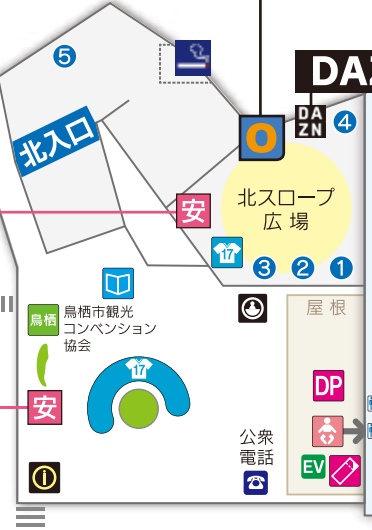 5
DAZ
DA
ZN
4
O
北入口
北スロープ
広場
安
17
3
2
1
鳥栖
鳥栖市観光
コンベンション
協会
屋根
17
DP
安
公衆
電話
EV
i